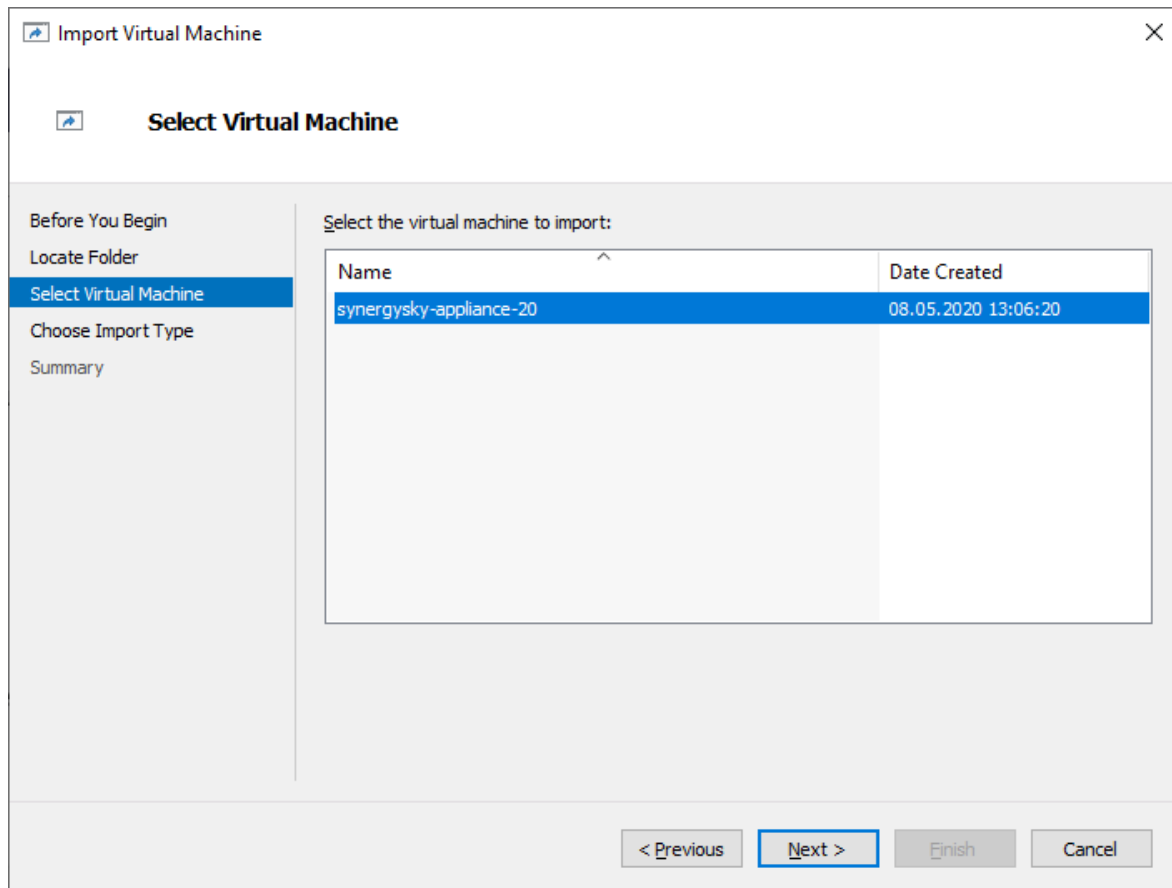 Import Virtual Machine
Select Virtual Machine
Before You Begin
Locate Folder
Select Virtual Machine
Choose Import Type
Summary
Select the virtual machine to import:
Name Date Created
synergysky-appliance-20 08.05.2020 13:06:20
< Previous Next > Finish Cancel